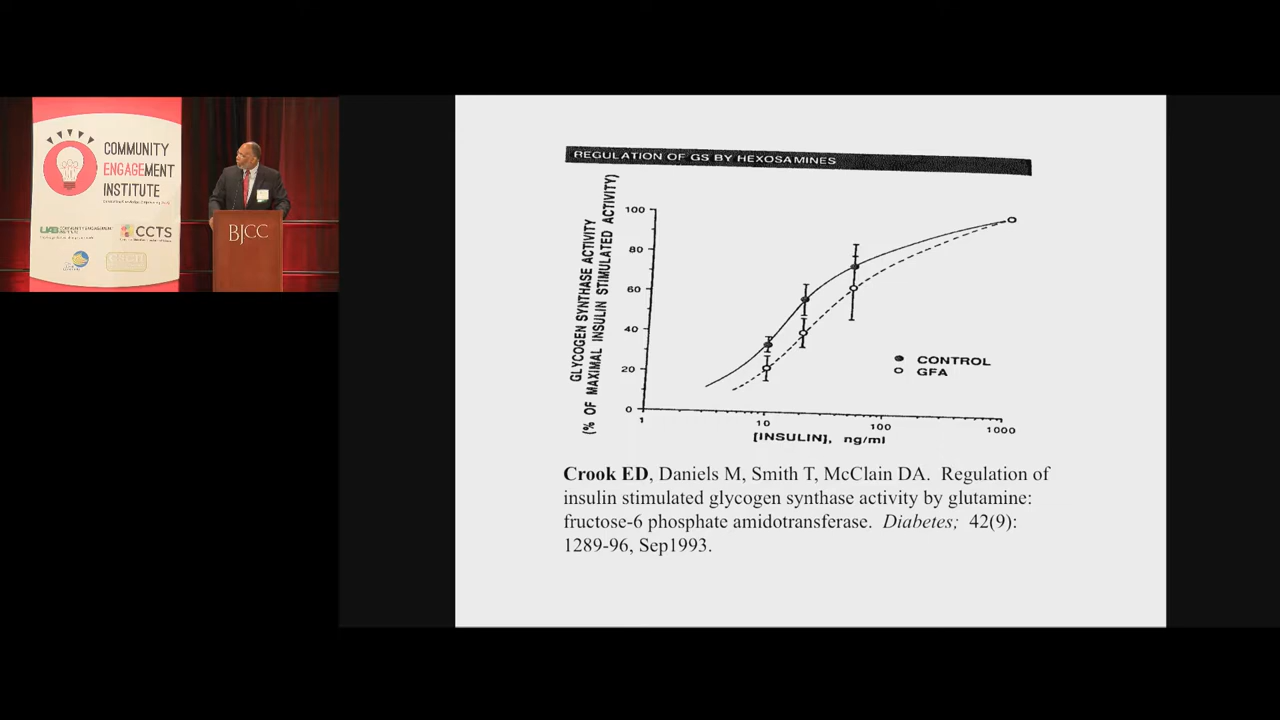 COMMUNITY
ENGAGEMENT
INSTITUTE
UAB
CCTS
BJCC
REGULATION OF GS BY HEXOSAMINES
GLYCOGEN SYNTHASE ACTIVITY
(% OF MAXIMAL INSULIN STIMULATED ACTIVITY)
100
80
60
40
20
0
1
10
100
1000
[INSULIN], ng/ml
CONTROL
GFA
Crook ED, Daniels M, Smith T, McClain DA. Regulation of
insulin stimulated glycogen synthase activity by glutamine:
fructose-6 phosphate amidotransferase. Diabetes; 42(9):
1289-96, Sep1993.